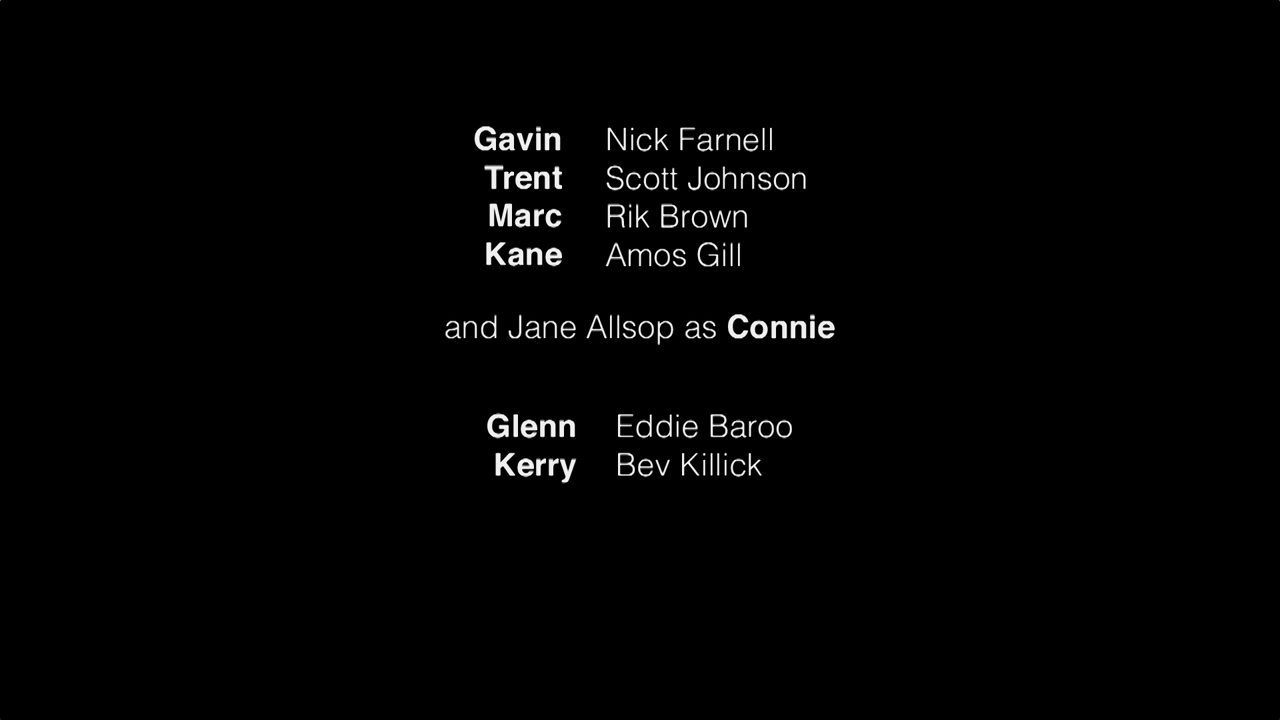 Gavin Nick Farnell
Trent Scott Johnson
Marc Rik Brown
Kane Amos Gill
and Jane Allsop as Connie
Glenn Eddie Baroo
Kerry Bev Killick